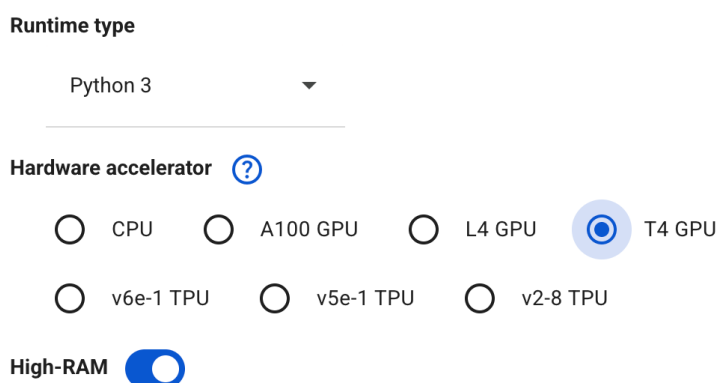 Runtime type
Python 3
Hardware accelerator ?
CPU A100 GPU L4 GPU T4 GPU
v6e-1 TPU v5e-1 TPU v2-8 TPU
High-RAM